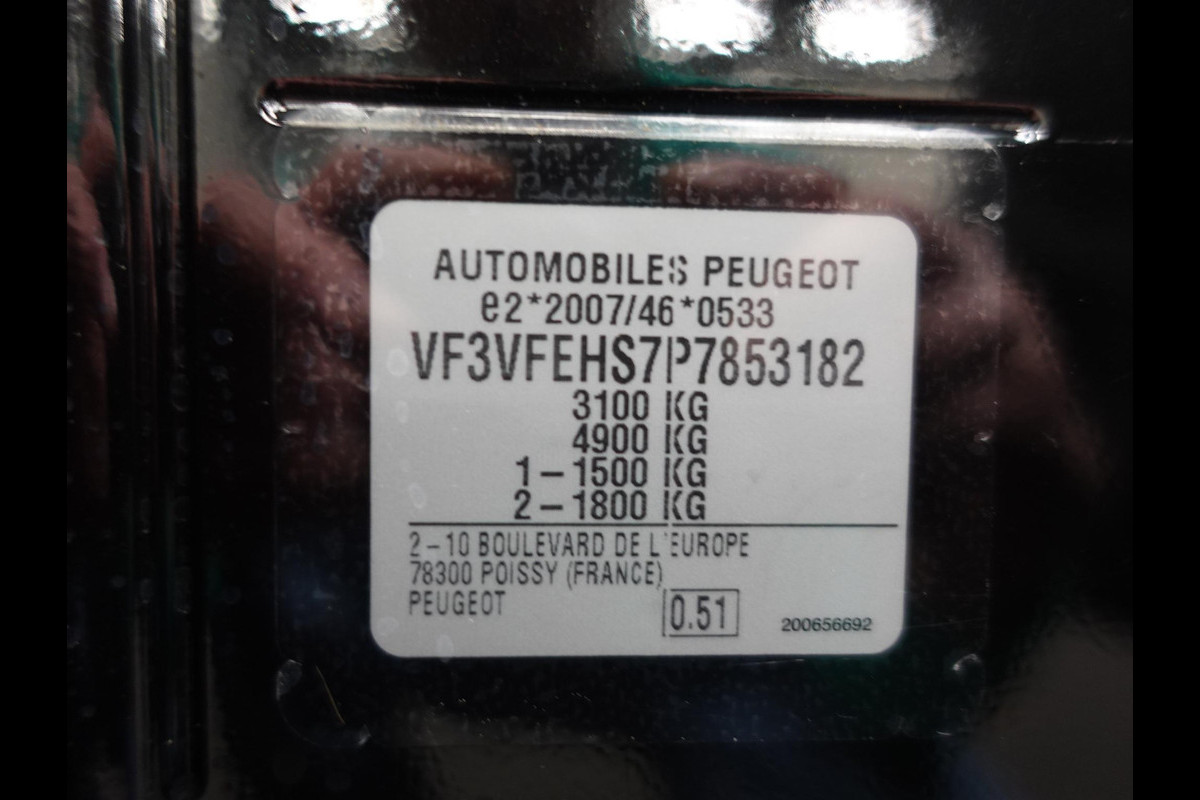 AUTOMOBILES PEUGEOT
e2*2007/46*0533
VF3VFEHS7P7853182
3100 KG
4900 KG
1-1500 KG
2-1800 KG
2-10 BOULEVARD DE L'EUROPE
78300 POISSY (FRANCE)
PEUGEOT
0.51
200656692